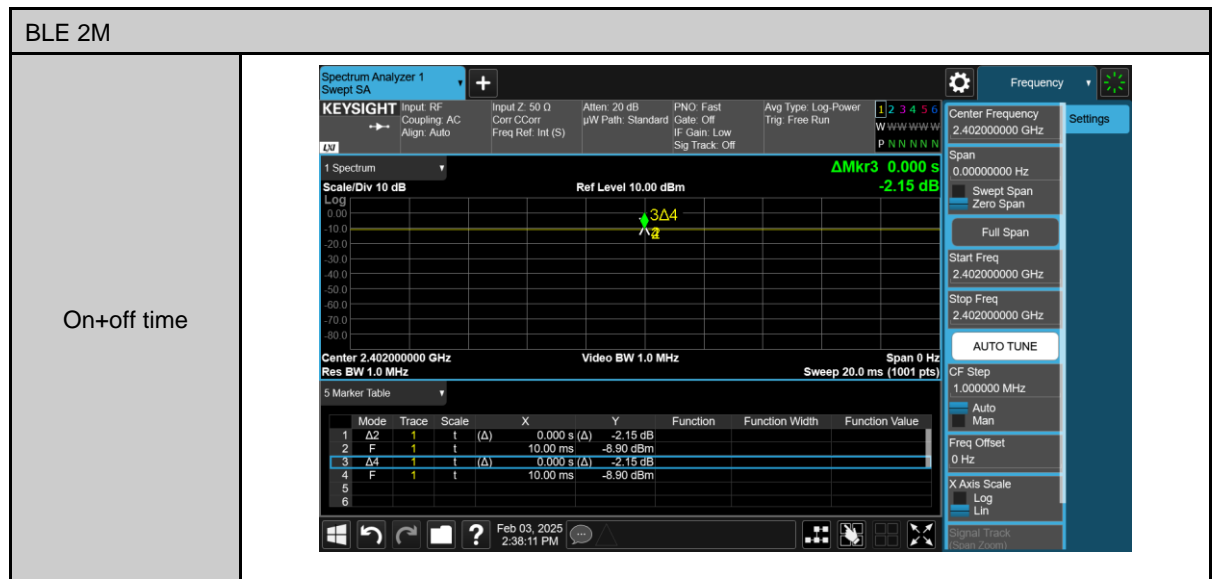 BLE 2M
On+off time
Spectrum Analyzer 1
Swept SA
+
Frequency
KEYSIGHT
Input: RF
Coupling: AC
Align: Auto
Input Z: 50 Ω
Corr CCorr
Freq Ref: Int (S)
Atten: 20 dB
µW Path: Standard
PNO: Fast
Gate: Off
IF Gain: Low
Sig Track: Off
Avg Type: Log-Power
Trig: Free Run
1 2 3 4 5 6
W W W W W W
P N N N N N
LXI
1 Spectrum
ΔMkr3 0.000 s
-2.15 dB
Scale/Div 10 dB
Ref Level 10.00 dBm
Log
0.00
-10.0
-20.0
-30.0
-40.0
-50.0
-60.0
-70.0
-80.0
3Δ4
Center 2.402000000 GHz
Video BW 1.0 MHz
Span 0 Hz
Res BW 1.0 MHz
Sweep 20.0 ms (1001 pts)
5 Marker Table
Mode Trace Scale X Y Function Function Width Function Value
1 Δ2 1 t (Δ) 0.000 s (Δ) -2.15 dB
2 F 1 t 10.00 ms -8.90 dBm
3 Δ4 1 t (Δ) 0.000 s (Δ) -2.15 dB
4 F 1 t 10.00 ms -8.90 dBm
5
6
Center Frequency
2.402000000 GHz
Span
0.00000000 Hz
Swept Span
Zero Span
Full Span
Start Freq
2.402000000 GHz
Stop Freq
2.402000000 GHz
AUTO TUNE
CF Step
1.000000 MHz
Auto
Man
Freq Offset
0 Hz
X Axis Scale
Log
Lin
Signal Track
(Span Zoom)
Settings
?
Feb 03, 2025
2:38:11 PM